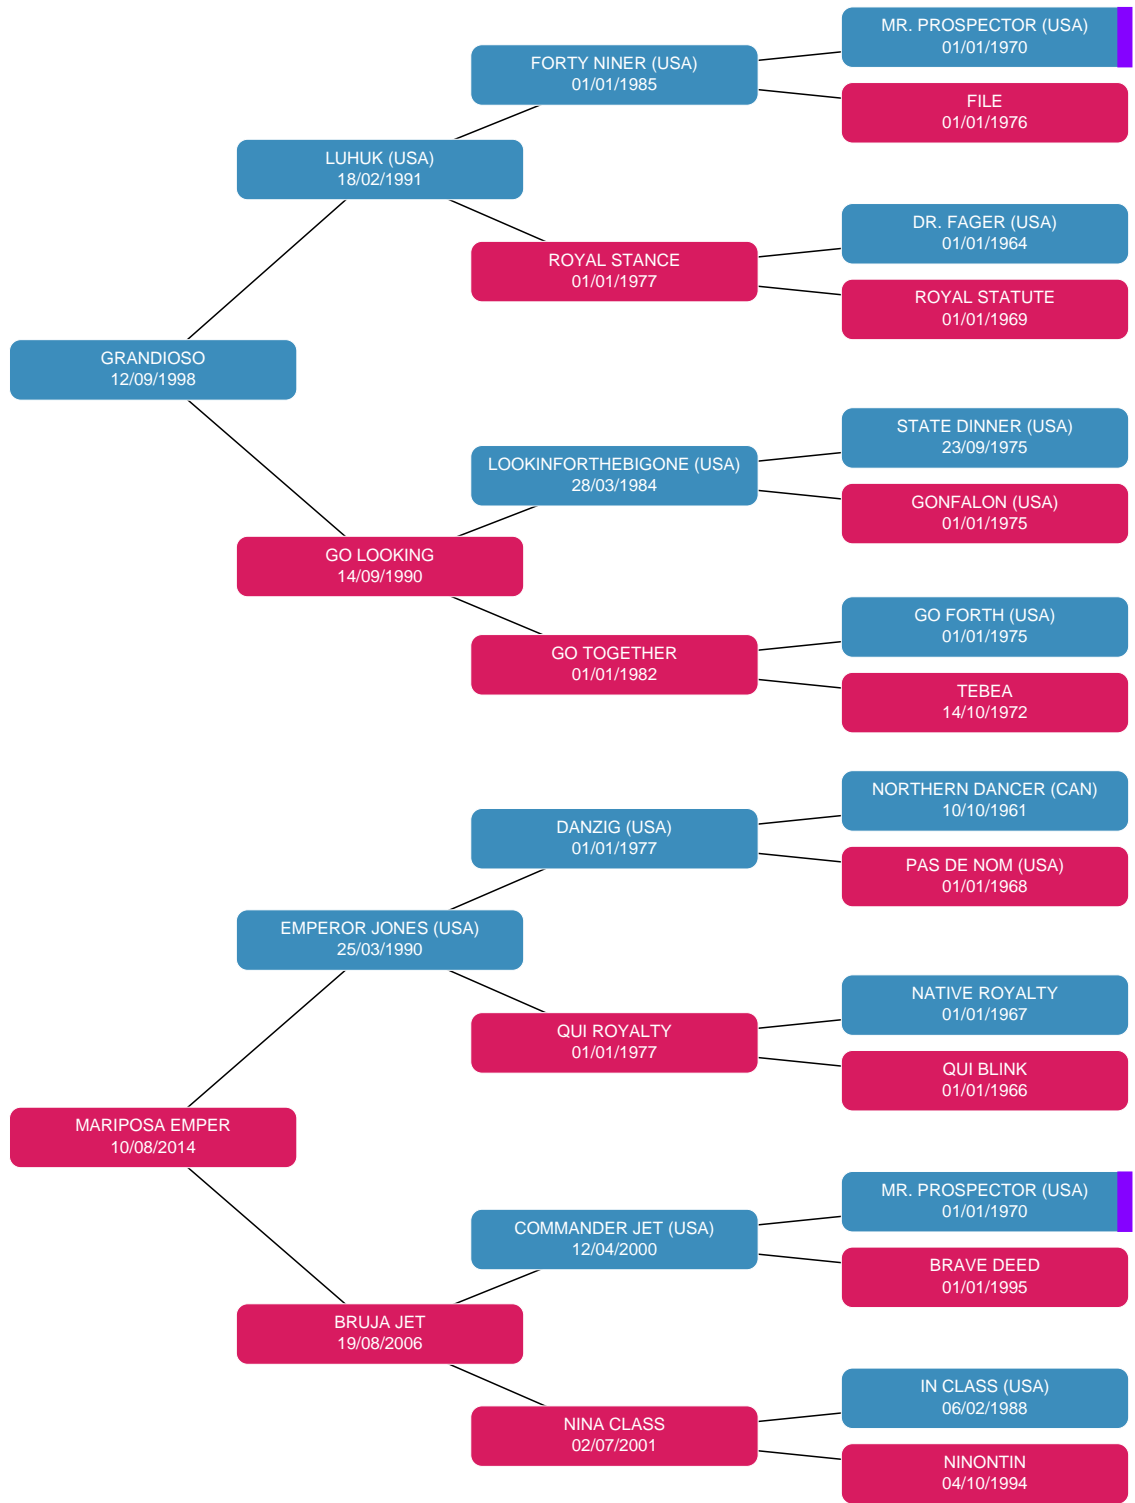 MR. PROSPECTOR (USA)
01/01/1970
FORTY NINER (USA)
01/01/1985
FILE
01/01/1976
LUHUK (USA)
18/02/1991
DR. FAGER (USA)
01/01/1964
ROYAL STANCE
01/01/1977
ROYAL STATUTE
01/01/1969
GRANDIOSO
12/09/1998
STATE DINNER (USA)
23/09/1975
LOOKINFORTHEBIGONE (USA)
28/03/1984
GONFALON (USA)
01/01/1975
GO LOOKING
14/09/1990
GO FORTH (USA)
01/01/1975
GO TOGETHER
01/01/1982
TEBEA
14/10/1972
NORTHERN DANCER (CAN)
10/10/1961
DANZIG (USA)
01/01/1977
PAS DE NOM (USA)
01/01/1968
EMPEROR JONES (USA)
25/03/1990
NATIVE ROYALTY
01/01/1967
QUI ROYALTY
01/01/1977
QUI BLINK
01/01/1966
MARIPOSA EMPER
10/08/2014
MR. PROSPECTOR (USA)
01/01/1970
COMMANDER JET (USA)
12/04/2000
BRAVE DEED
01/01/1995
BRUJA JET
19/08/2006
IN CLASS (USA)
06/02/1988
NINA CLASS
02/07/2001
NINONTIN
04/10/1994